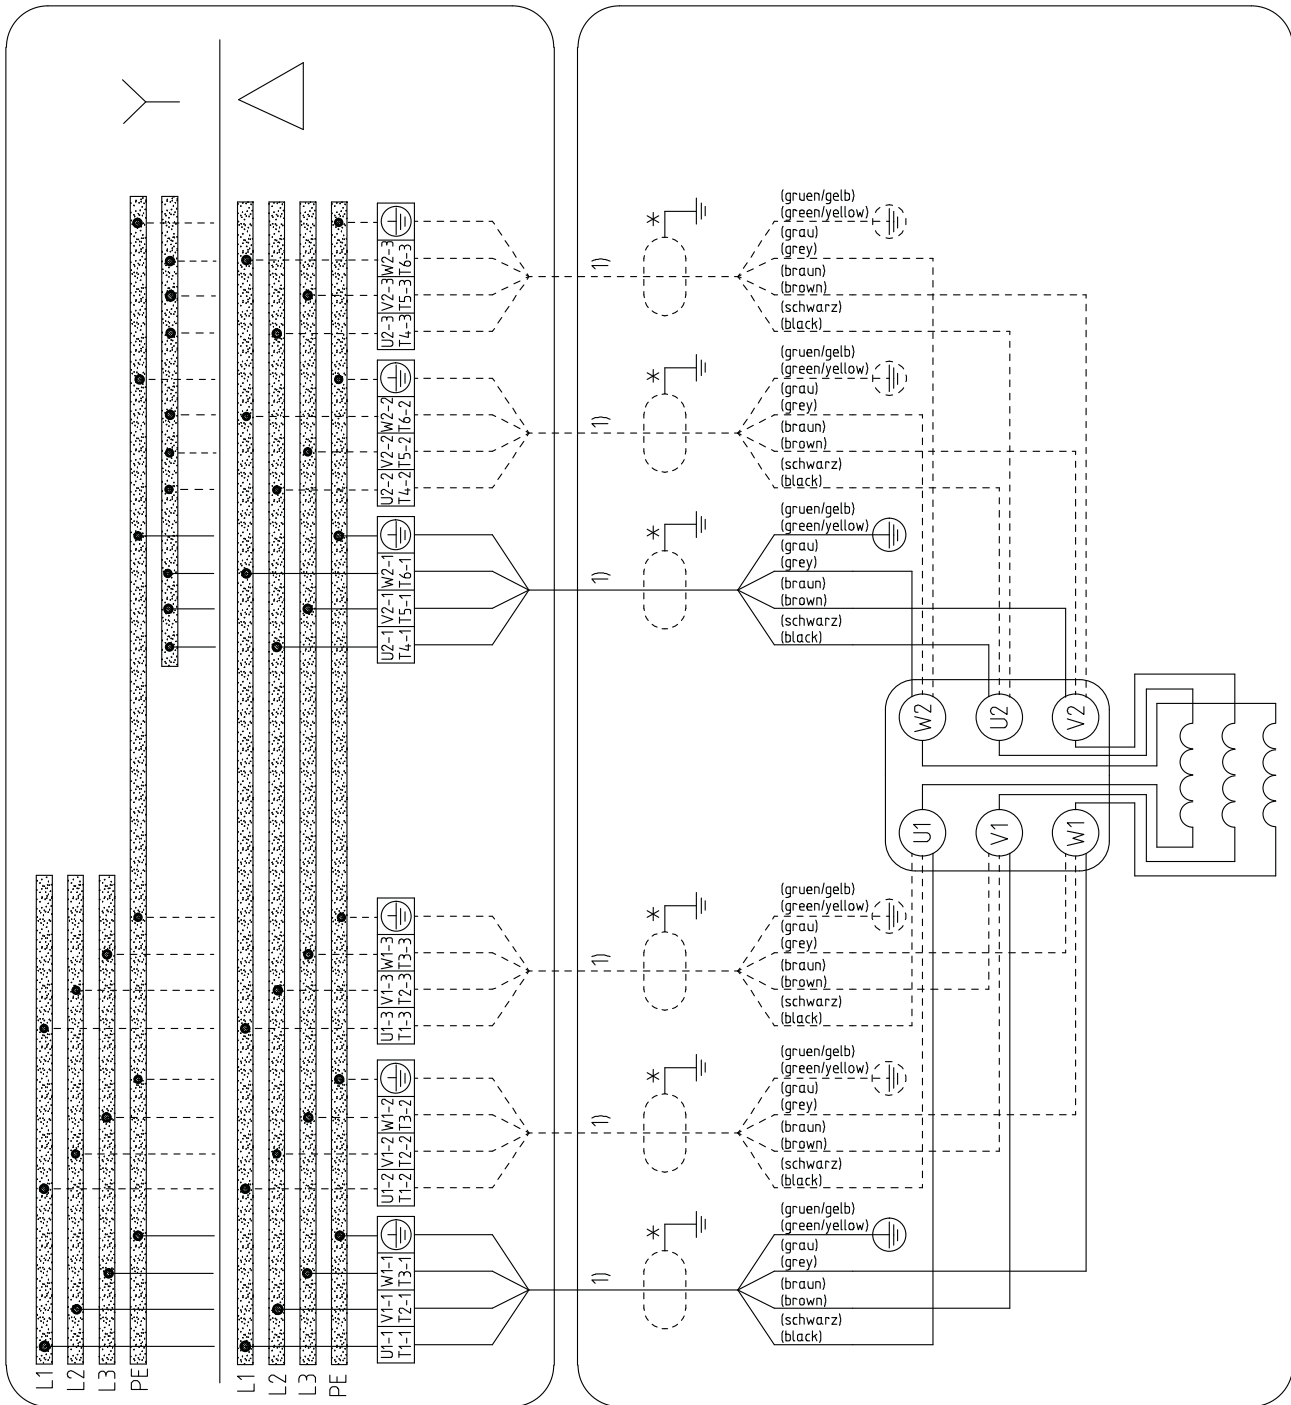 (gruen/gelb)
(green/yellow)
(grau)
(grey)
(braun)
(brown)
(schwarz)
(black)
U2-3 V2-3 W2-3
T4-3 T5-3 T6-3
1)
*
(gruen/gelb)
(green/yellow)
(grau)
(grey)
(braun)
(brown)
(schwarz)
(black)
U2-2 V2-2 W2-2
T4-2 T5-2 T6-2
1)
*
(gruen/gelb)
(green/yellow)
(grau)
(grey)
(braun)
(brown)
(schwarz)
(black)
U2-1 V2-1 W2-1
T4-1 T5-1 T6-1
1)
*
W2
U2
V2
U1
V1
W1
(gruen/gelb)
(green/yellow)
(grau)
(grey)
(braun)
(brown)
(schwarz)
(black)
U1-3 V1-3 W1-3
T1-3 T2-3 T3-3
1)
*
(gruen/gelb)
(green/yellow)
(grau)
(grey)
(braun)
(brown)
(schwarz)
(black)
U1-2 V1-2 W1-2
T1-2 T2-2 T3-2
1)
*
(gruen/gelb)
(green/yellow)
(grau)
(grey)
(braun)
(brown)
(schwarz)
(black)
U1-1 V1-1 W1-1
T1-1 T2-1 T3-1
1)
*
L1
L2
L3
PE
L1
L2
L3
PE